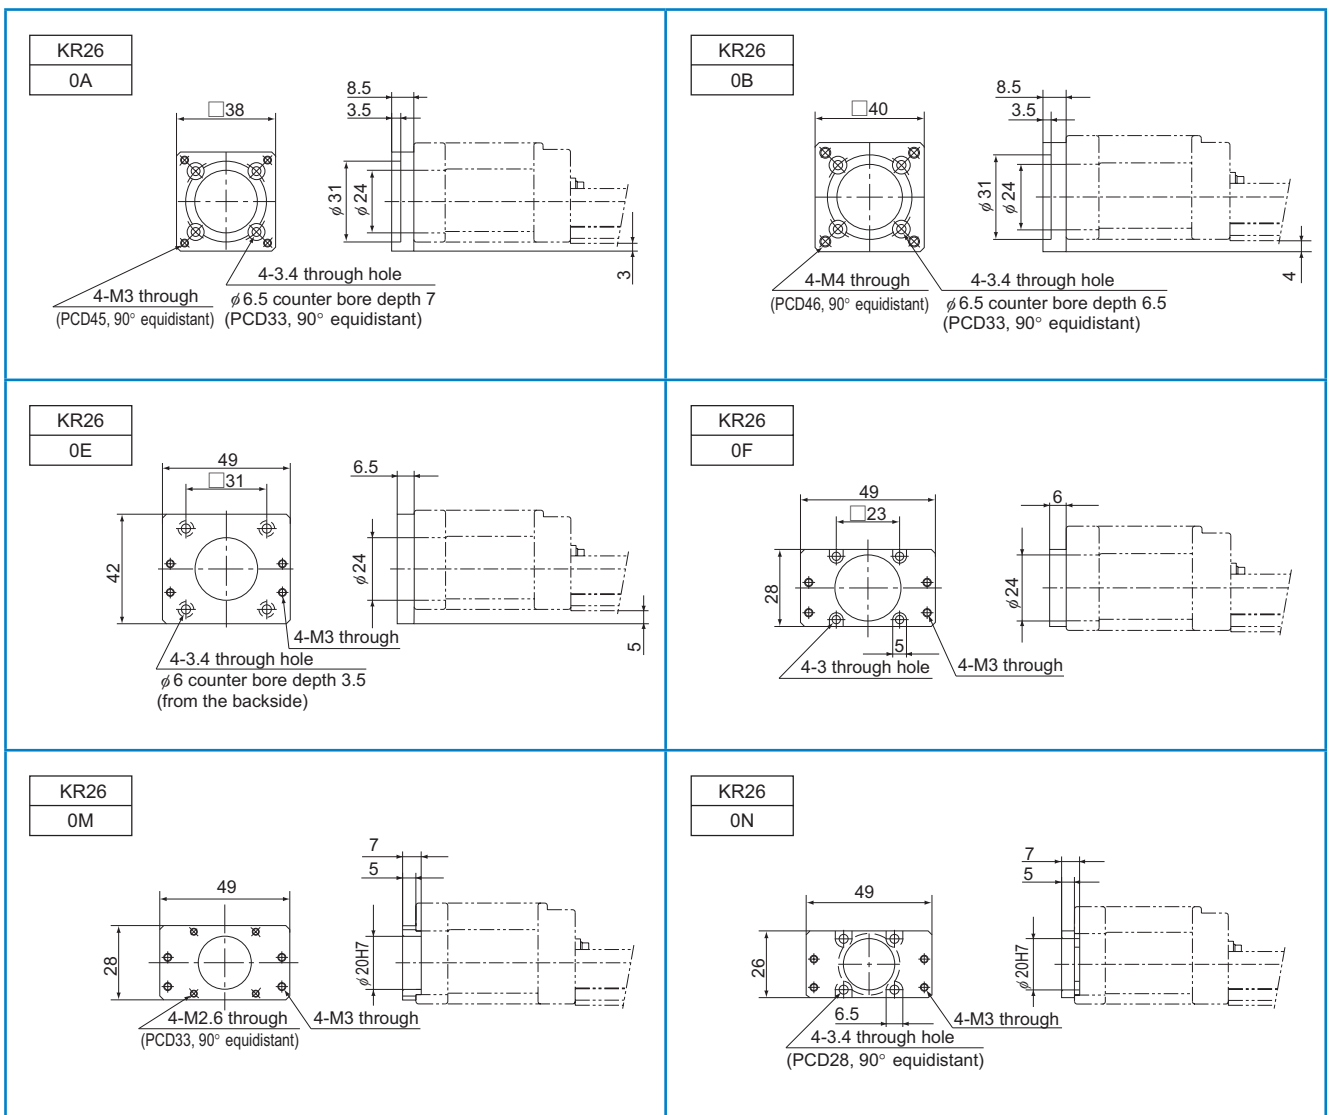 KR26
0A
□38
8.5
3.5
φ31
φ24
3
4-3.4 through hole
φ6.5 counter bore depth 7
(PCD33, 90° equidistant)
4-M3 through
(PCD45, 90° equidistant)
KR26
0B
□40
8.5
3.5
φ31
φ24
4
4-M4 through
(PCD46, 90° equidistant)
4-3.4 through hole
φ6.5 counter bore depth 6.5
(PCD33, 90° equidistant)
KR26
0E
49
□31
42
6.5
φ24
5
4-M3 through
4-3.4 through hole
φ6 counter bore depth 3.5
(from the backside)
KR26
0F
49
□23
28
6
φ24
5
4-3 through hole
4-M3 through
KR26
0M
49
28
7
5
φ20H7
4-M2.6 through
(PCD33, 90° equidistant)
4-M3 through
KR26
0N
49
26
7
5
φ20H7
6.5
4-M3 through
4-3.4 through hole
(PCD28, 90° equidistant)